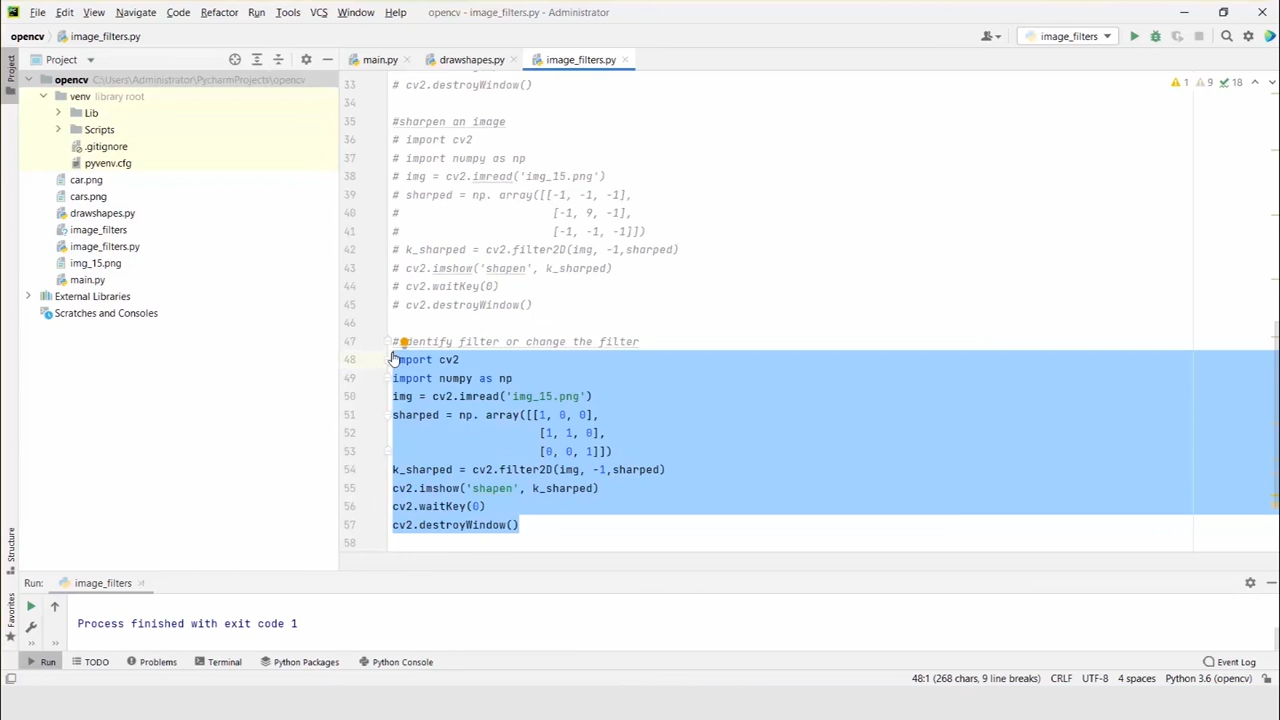 File Edit View Navigate Code Refactor Run Tools VCS Window Help opencv - image_filters.py - Administrator
opencv image_filters.py image_filters
Project main.py drawshapes.py image_filters.py
Project
opencv C:\Users\Administrator\PycharmProjects\opencv
venv library root
Lib
Scripts
.gitignore
pyvenv.cfg
car.png
cars.png
drawshapes.py
image_filters
image_filters.py
img_15.png
main.py
External Libraries
Scratches and Consoles
1 9 18
33 # cv2.destroyWindow()
34
35 #sharpen an image
36 # import cv2
37 # import numpy as np
38 # img = cv2.imread('img_15.png')
39 # sharped = np. array([[-1, -1, -1],
40 # [-1, 9, -1],
41 # [-1, -1, -1]])
42 # k_sharped = cv2.filter2D(img, -1,sharped)
43 # cv2.imshow('shapen', k_sharped)
44 # cv2.waitKey(0)
45 # cv2.destroyWindow()
46
47 #identify filter or change the filter
48 import cv2
49 import numpy as np
50 img = cv2.imread('img_15.png')
51 sharped = np. array([[1, 0, 0],
52 [1, 1, 0],
53 [0, 0, 1]])
54 k_sharped = cv2.filter2D(img, -1,sharped)
55 cv2.imshow('shapen', k_sharped)
56 cv2.waitKey(0)
57 cv2.destroyWindow()
58
Structure
Favorites
Run: image_filters
Process finished with exit code 1
Run TODO Problems Terminal Python Packages Python Console Event Log
48:1 (268 chars, 9 line breaks) CRLF UTF-8 4 spaces Python 3.6 (opencv)